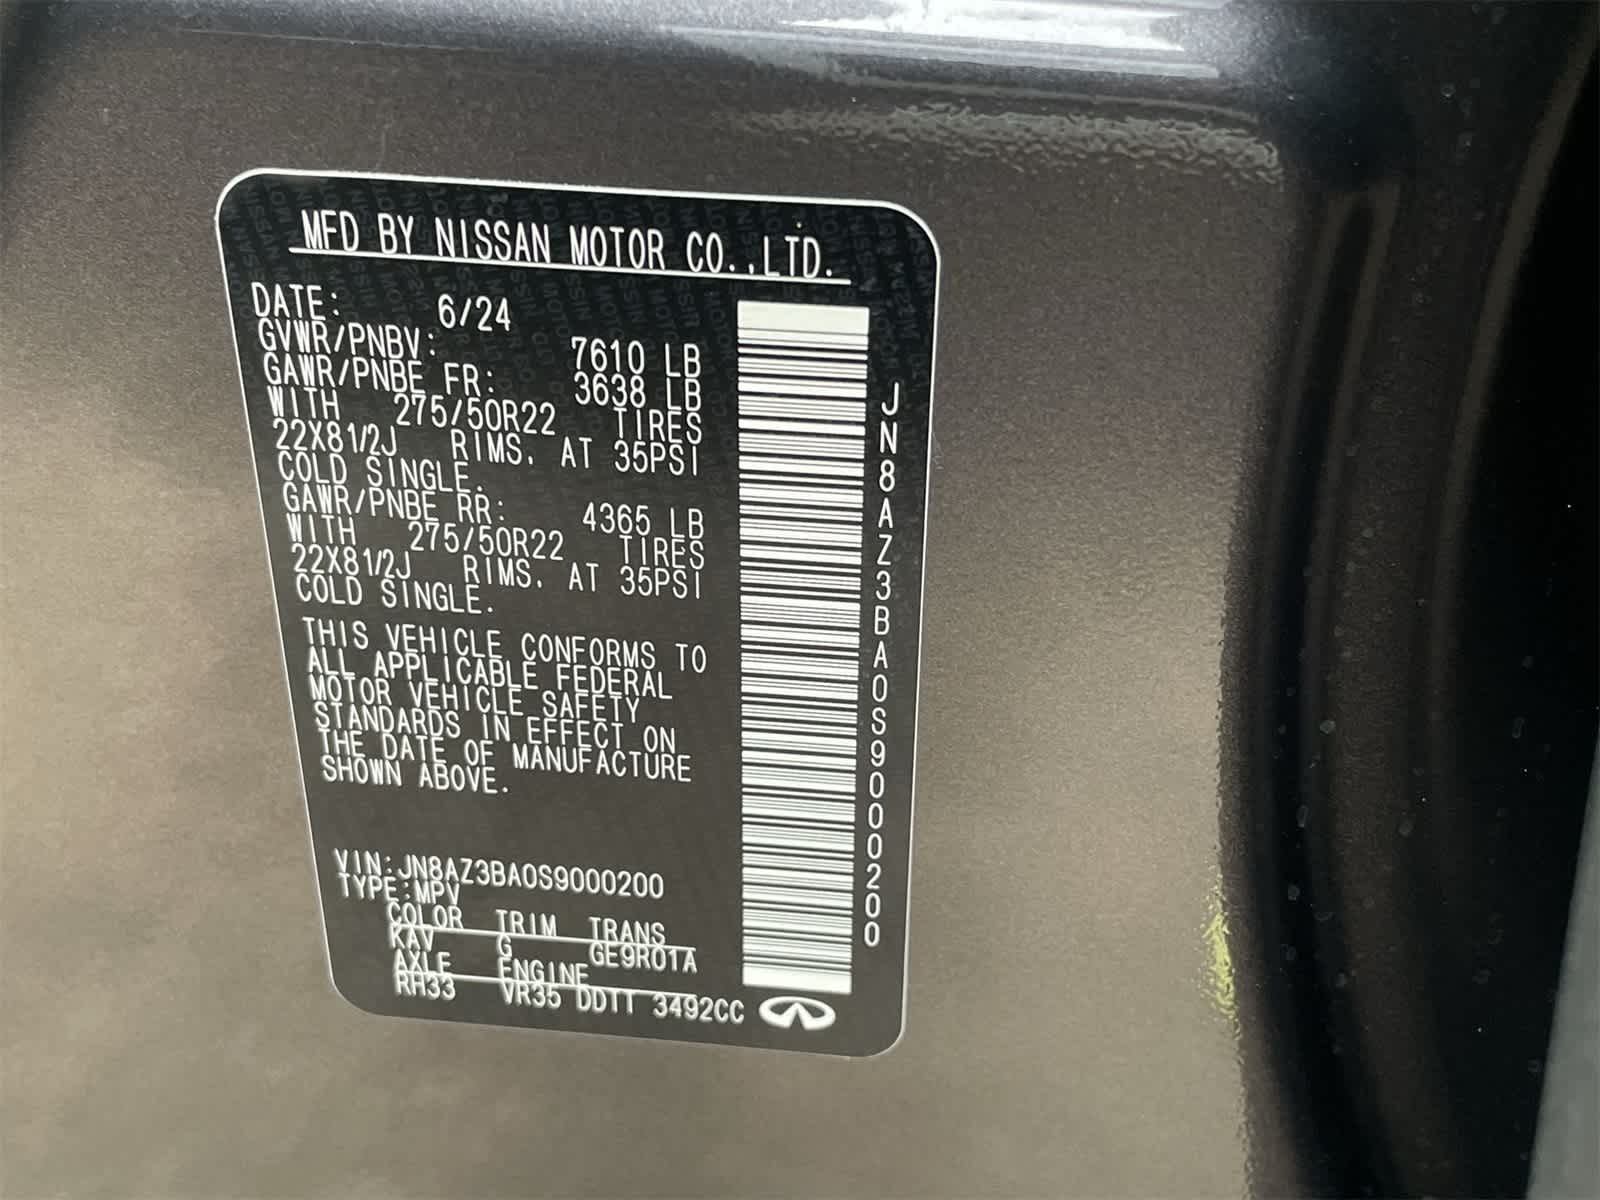 MFD BY NISSAN MOTOR CO.,LTD.
DATE: 6/24
GVWR/PNBV: 7610 LB
GAWR/PNBE FR: 3638 LB
WITH 275/50R22 TIRES
22X81/2J RIMS. AT 35PSI
COLD SINGLE.
GAWR/PNBE RR: 4365 LB
WITH 275/50R22 TIRES
22X81/2J RIMS. AT 35PSI
COLD SINGLE.
THIS VEHICLE CONFORMS TO
ALL APPLICABLE FEDERAL
MOTOR VEHICLE SAFETY
STANDARDS IN EFFECT ON
THE DATE OF MANUFACTURE
SHOWN ABOVE.
VIN:JN8AZ3BA0S9000200
TYPE:MPV
COLOR TRIM TRANS
KAV G GE9R01A
AXLE ENGINE
RH33 VR35 DDTT 3492CC
JN8AZ3BA0S9000200